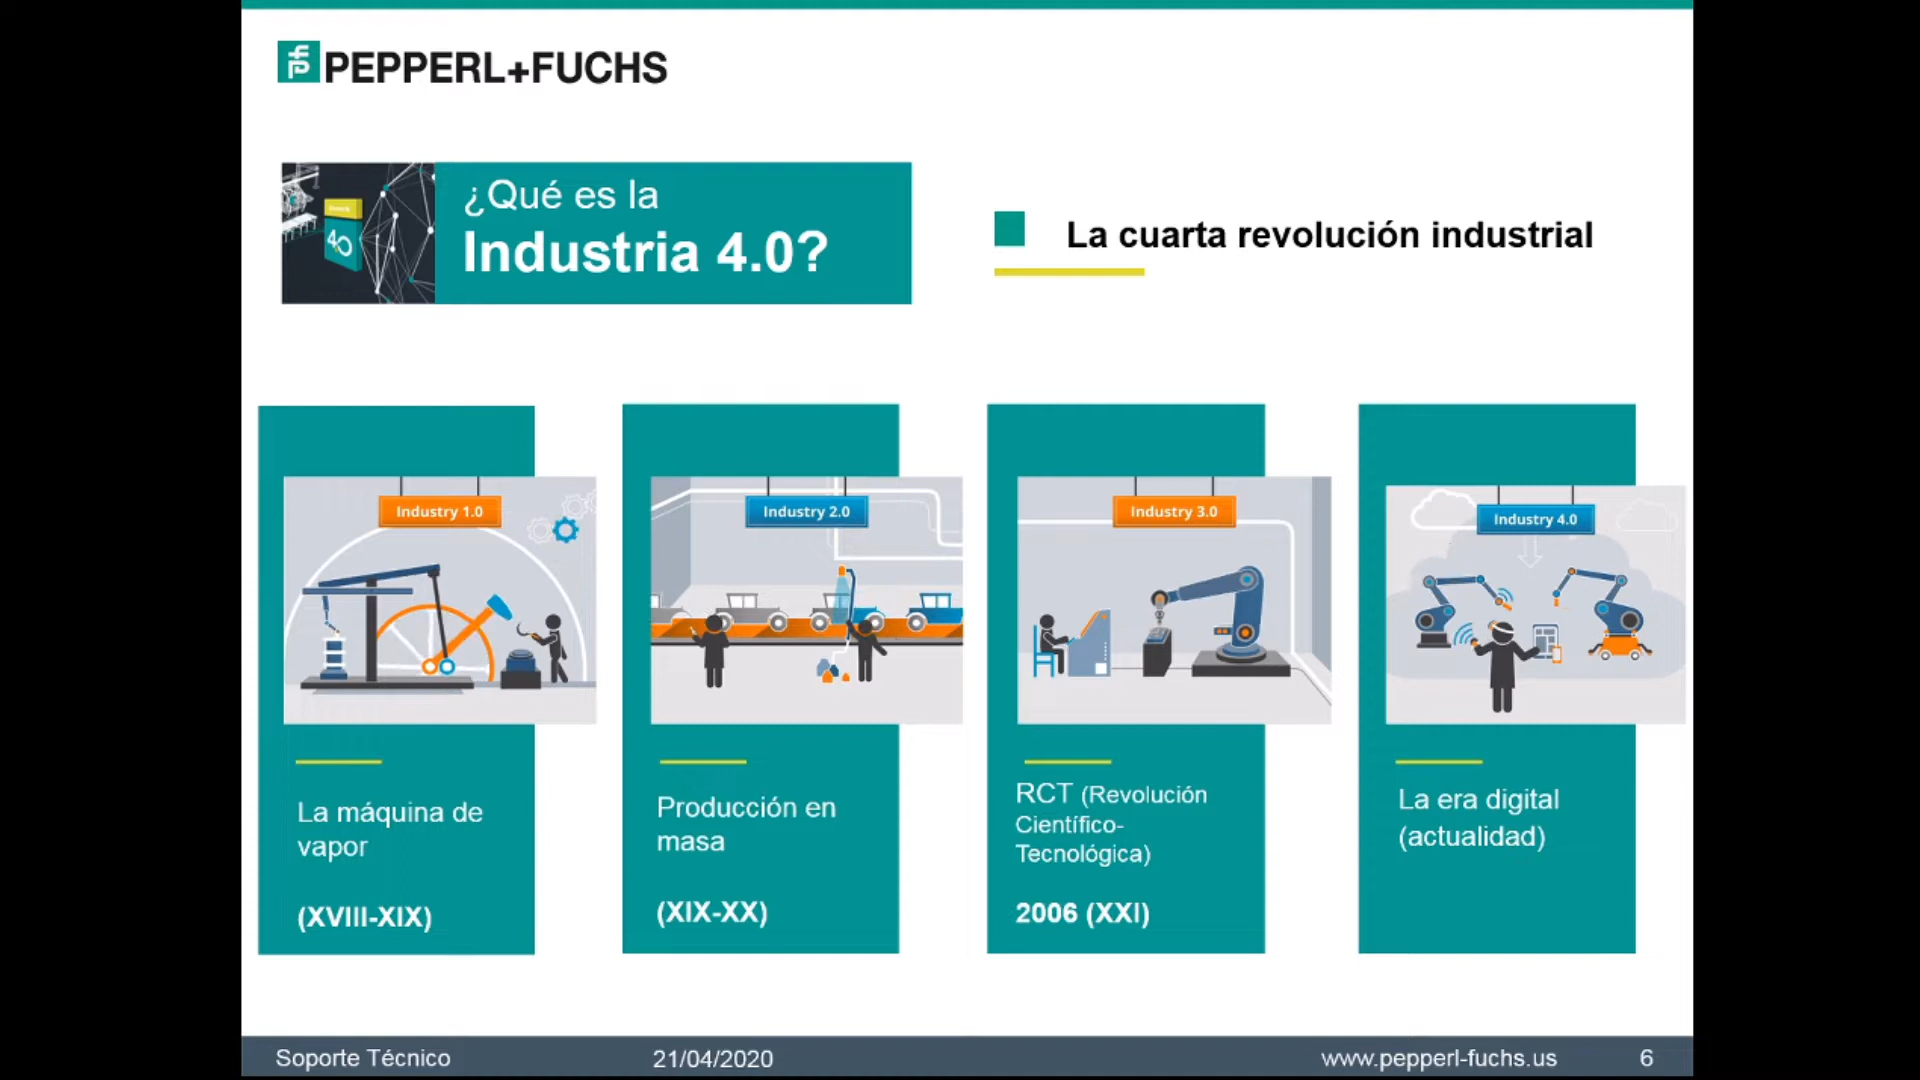 PEPPERL+FUCHS
¿Qué es la
Industria 4.0?
4.0
La cuarta revolución industrial
Industry 1.0
Industry 2.0
Industry 3.0
Industry 4.0
La máquina de
vapor
(XVIII-XIX)
Producción en
masa
(XIX-XX)
RCT (Revolución
Científico-
Tecnológica)
2006 (XXI)
La era digital
(actualidad)
Soporte Técnico
21/04/2020
www.pepperl-fuchs.us
6